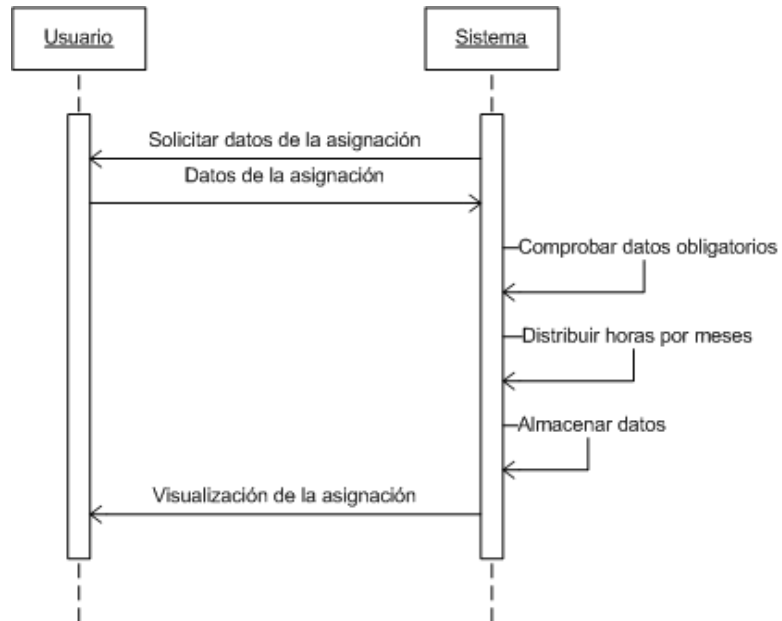 Usuario
Sistema
Solicitar datos de la asignación
Datos de la asignación
Comprobar datos obligatorios
Distribuir horas por meses
Almacenar datos
Visualización de la asignación